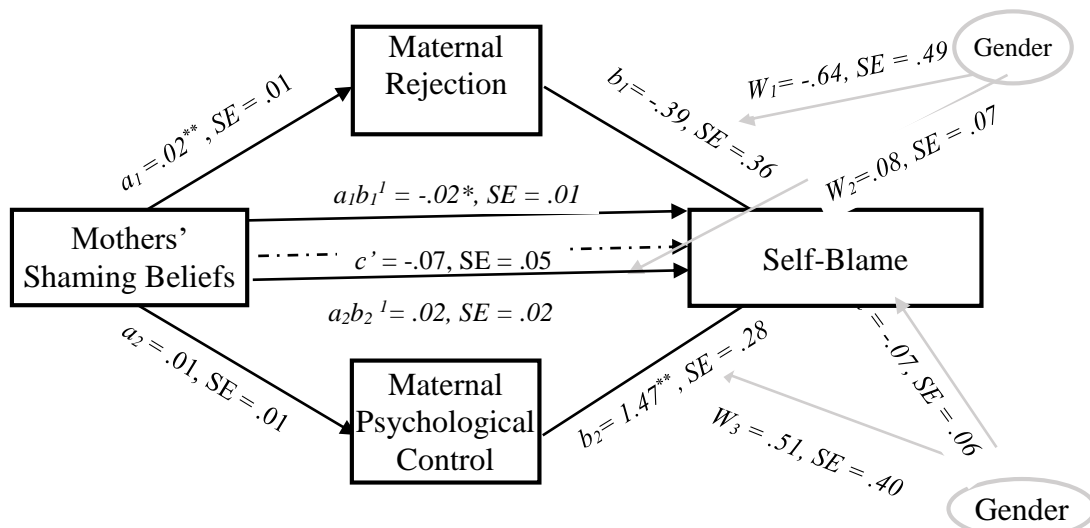 Maternal
Rejection
Gender
W₁= -.64, SE = .49
b₁= -.39, SE = .36
a₁ =.02**, SE = .01
W₂=.08, SE = .07
a₁b₁¹ = -.02*, SE = .01
Mothers’
Shaming Beliefs
c’ = -.07, SE = .05
Self-Blame
a₂b₂ ¹= .02, SE = .02
a₂ = .01, SE = .01
Maternal
Psychological
Control
b₂= 1.47**, SE = .28
= -.07, SE = .06
W₃ = .51, SE = .40
Gender